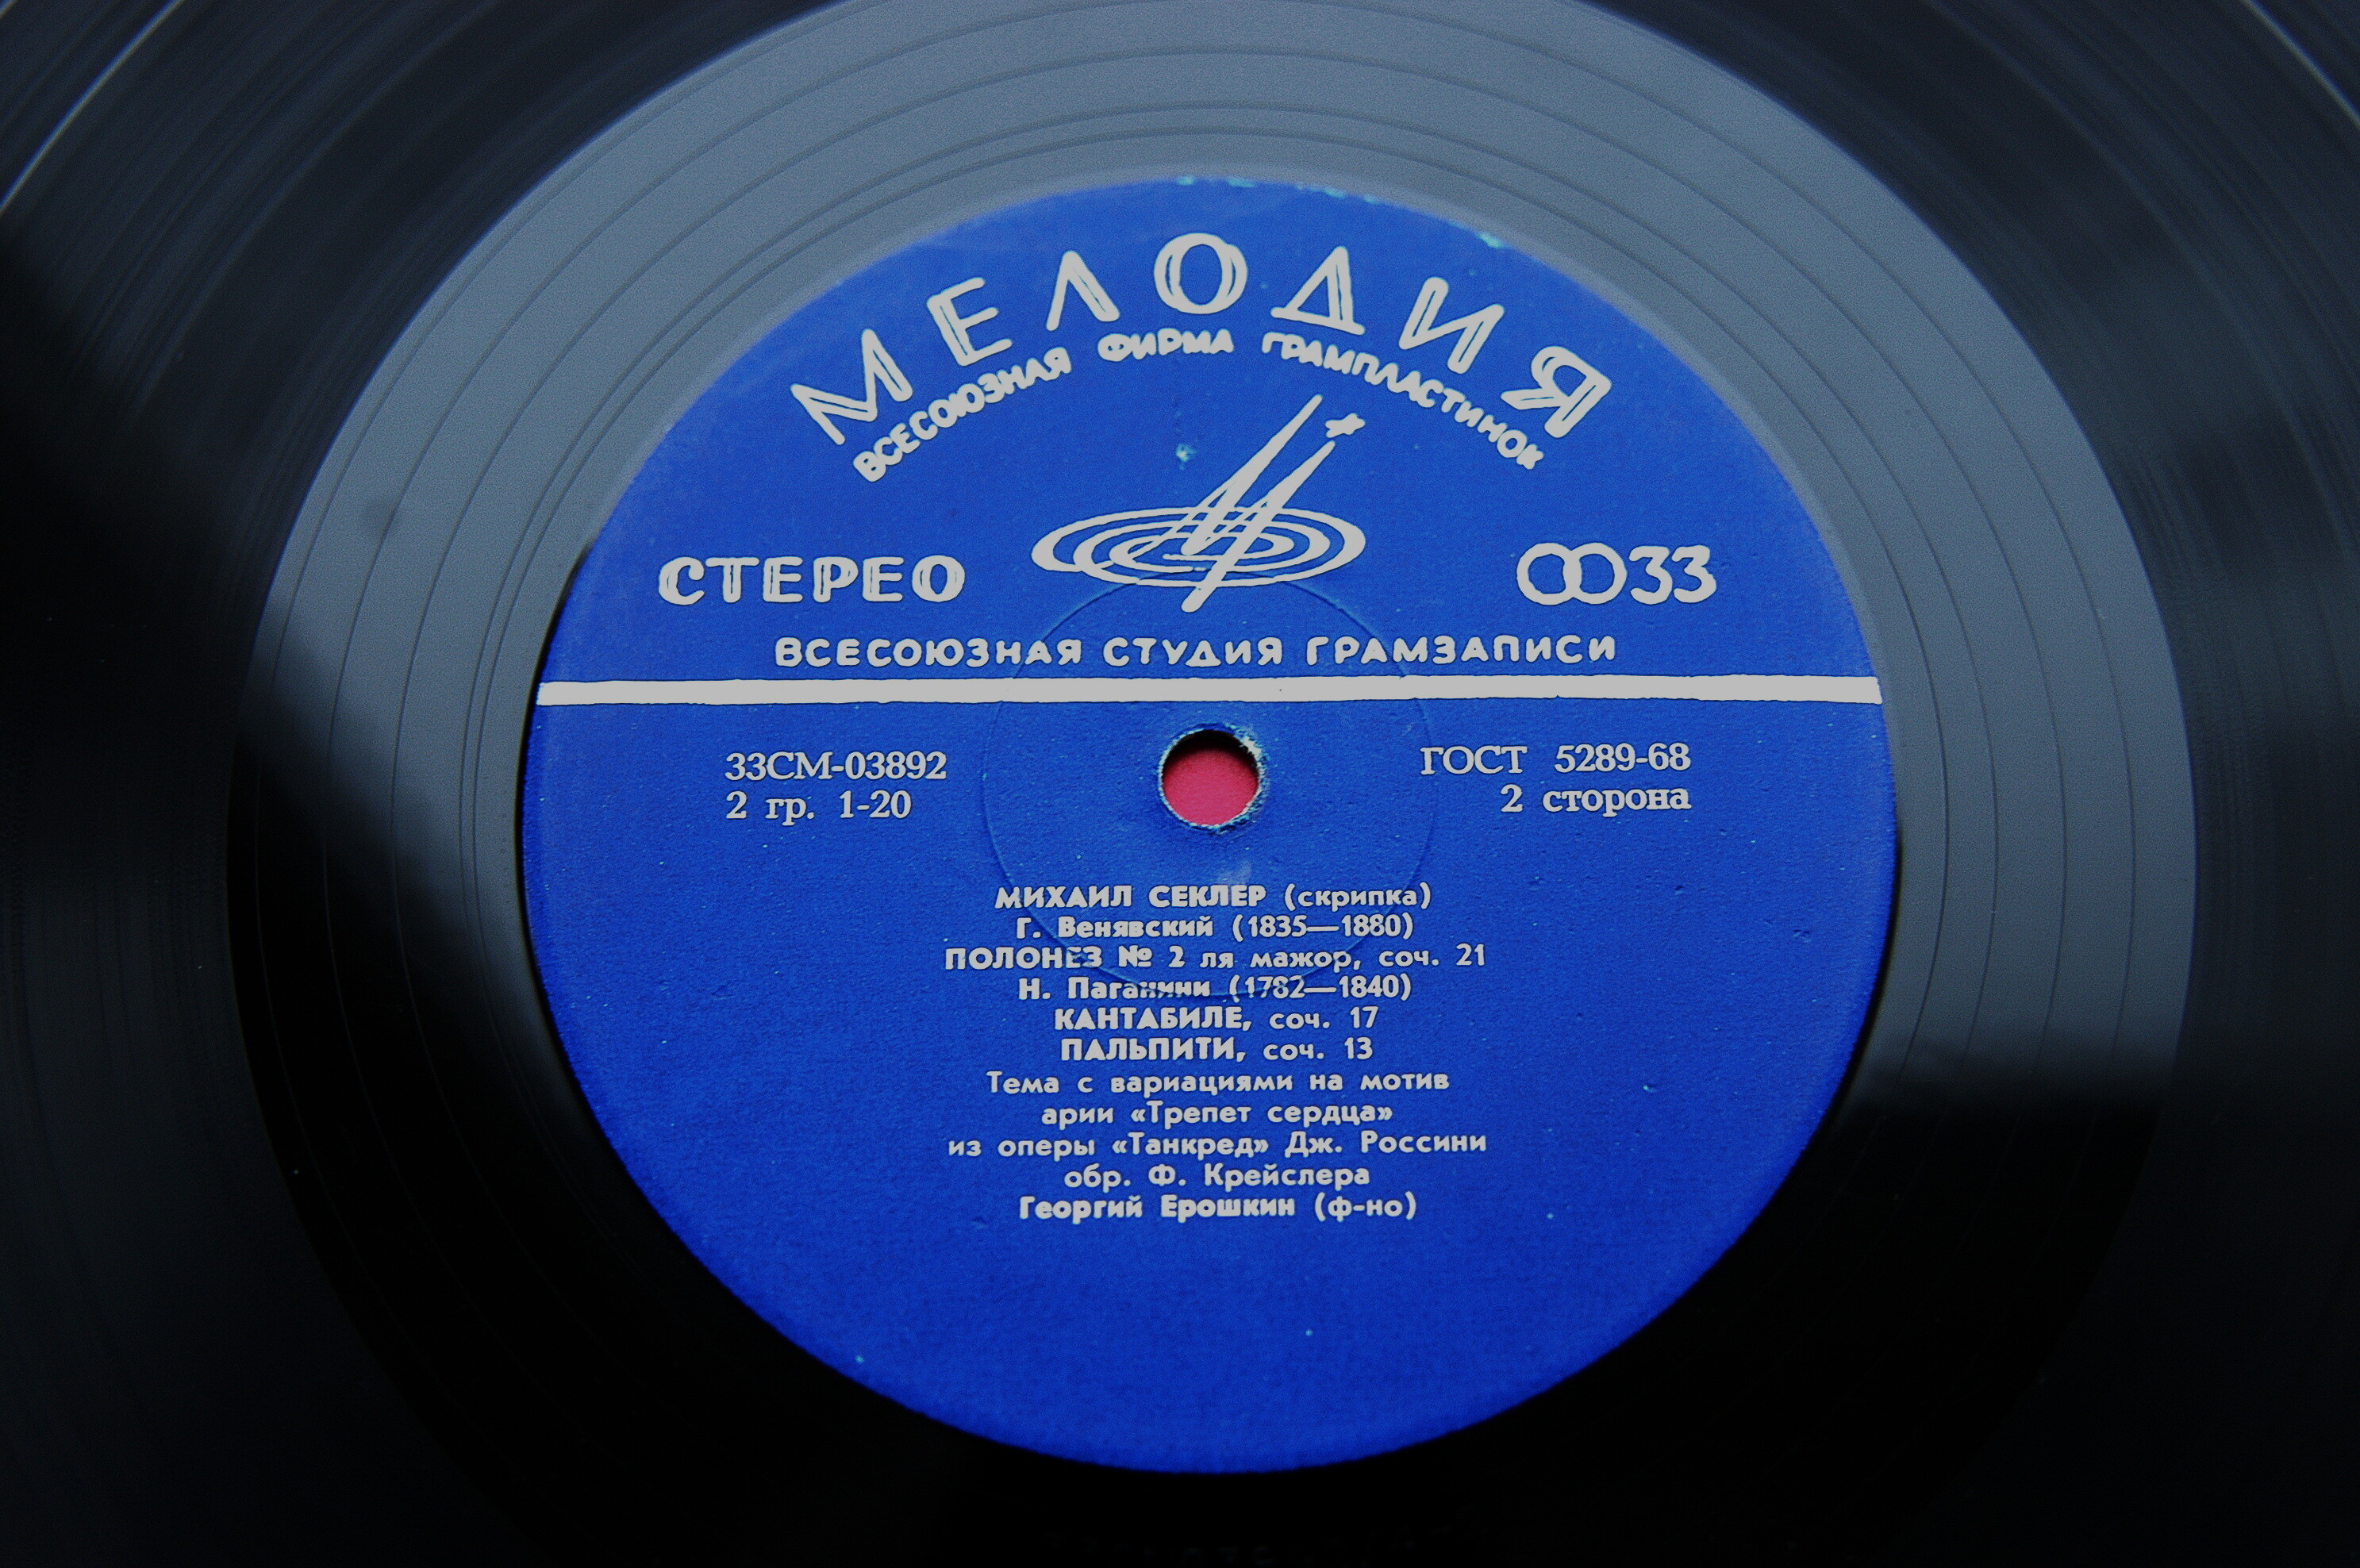 МЕЛОДИЯ
ВСЕСОЮЗНАЯ ФИРМА ГРАМПЛАСТИНОК
СТЕРЕО
33
ВСЕСОЮЗНАЯ СТУДИЯ ГРАМЗАПИСИ
33СМ-03892
2 гр. 1-20
ГОСТ 5289-68
2 сторона
МИХАИЛ СЕКЛЕР (скрипка)
Г. Венявский (1835—1880)
ПОЛОНЕЗ № 2 ля мажор, соч. 21
Н. Паганини (1782—1840)
КАНТАБИЛЕ, соч. 17
ПАЛЬПИТИ, соч. 13
Тема с вариациями на мотив
арии «Трепет сердца»
из оперы «Танкред» Дж. Россини
обр. Ф. Крейслера
Георгий Ерошкин (ф-но)